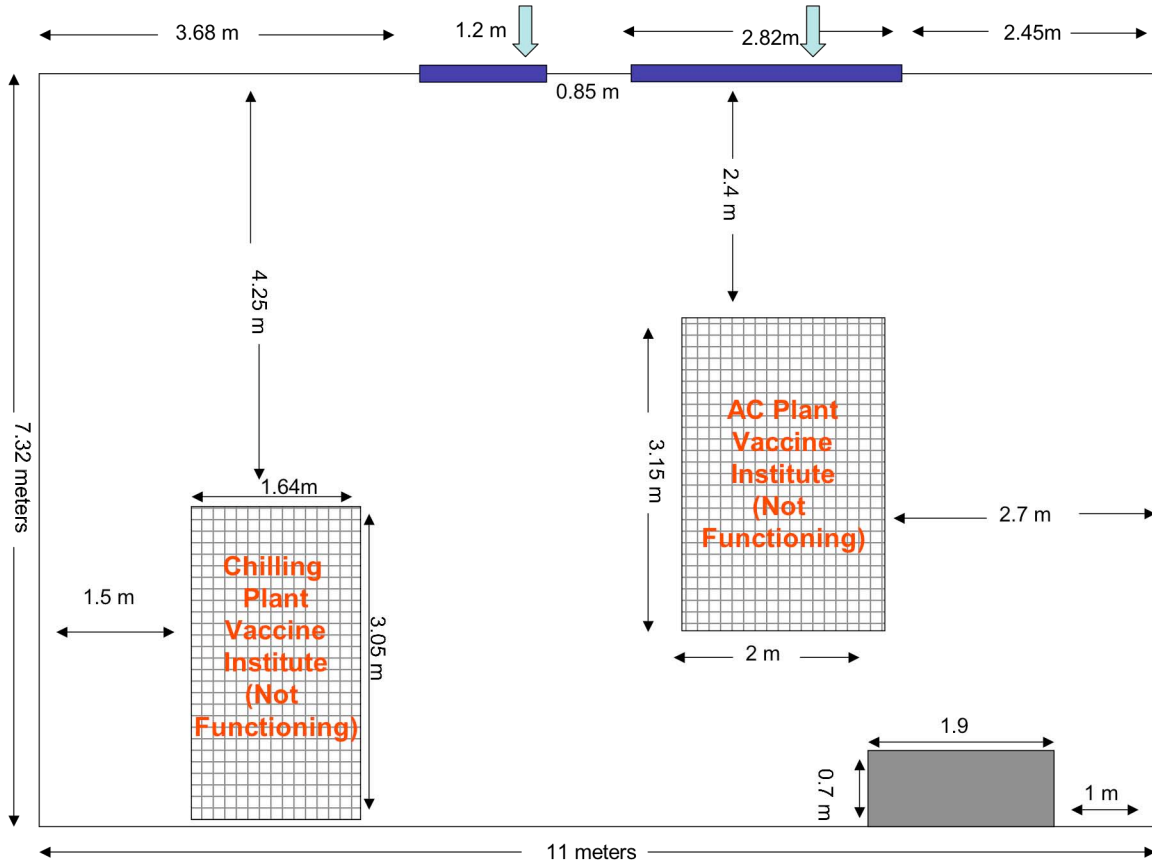 3.68 m
1.2 m
2.82m
2.45m
0.85 m
2.4 m
4.25 m
7.32 meters
1.64m
3.15 m
AC Plant
Vaccine
Institute
(Not
Functioning)
2.7 m
Chilling
Plant
Vaccine
Institute
(Not
Functioning)
1.5 m
3.05 m
2 m
1.9
0.7 m
1 m
11 meters